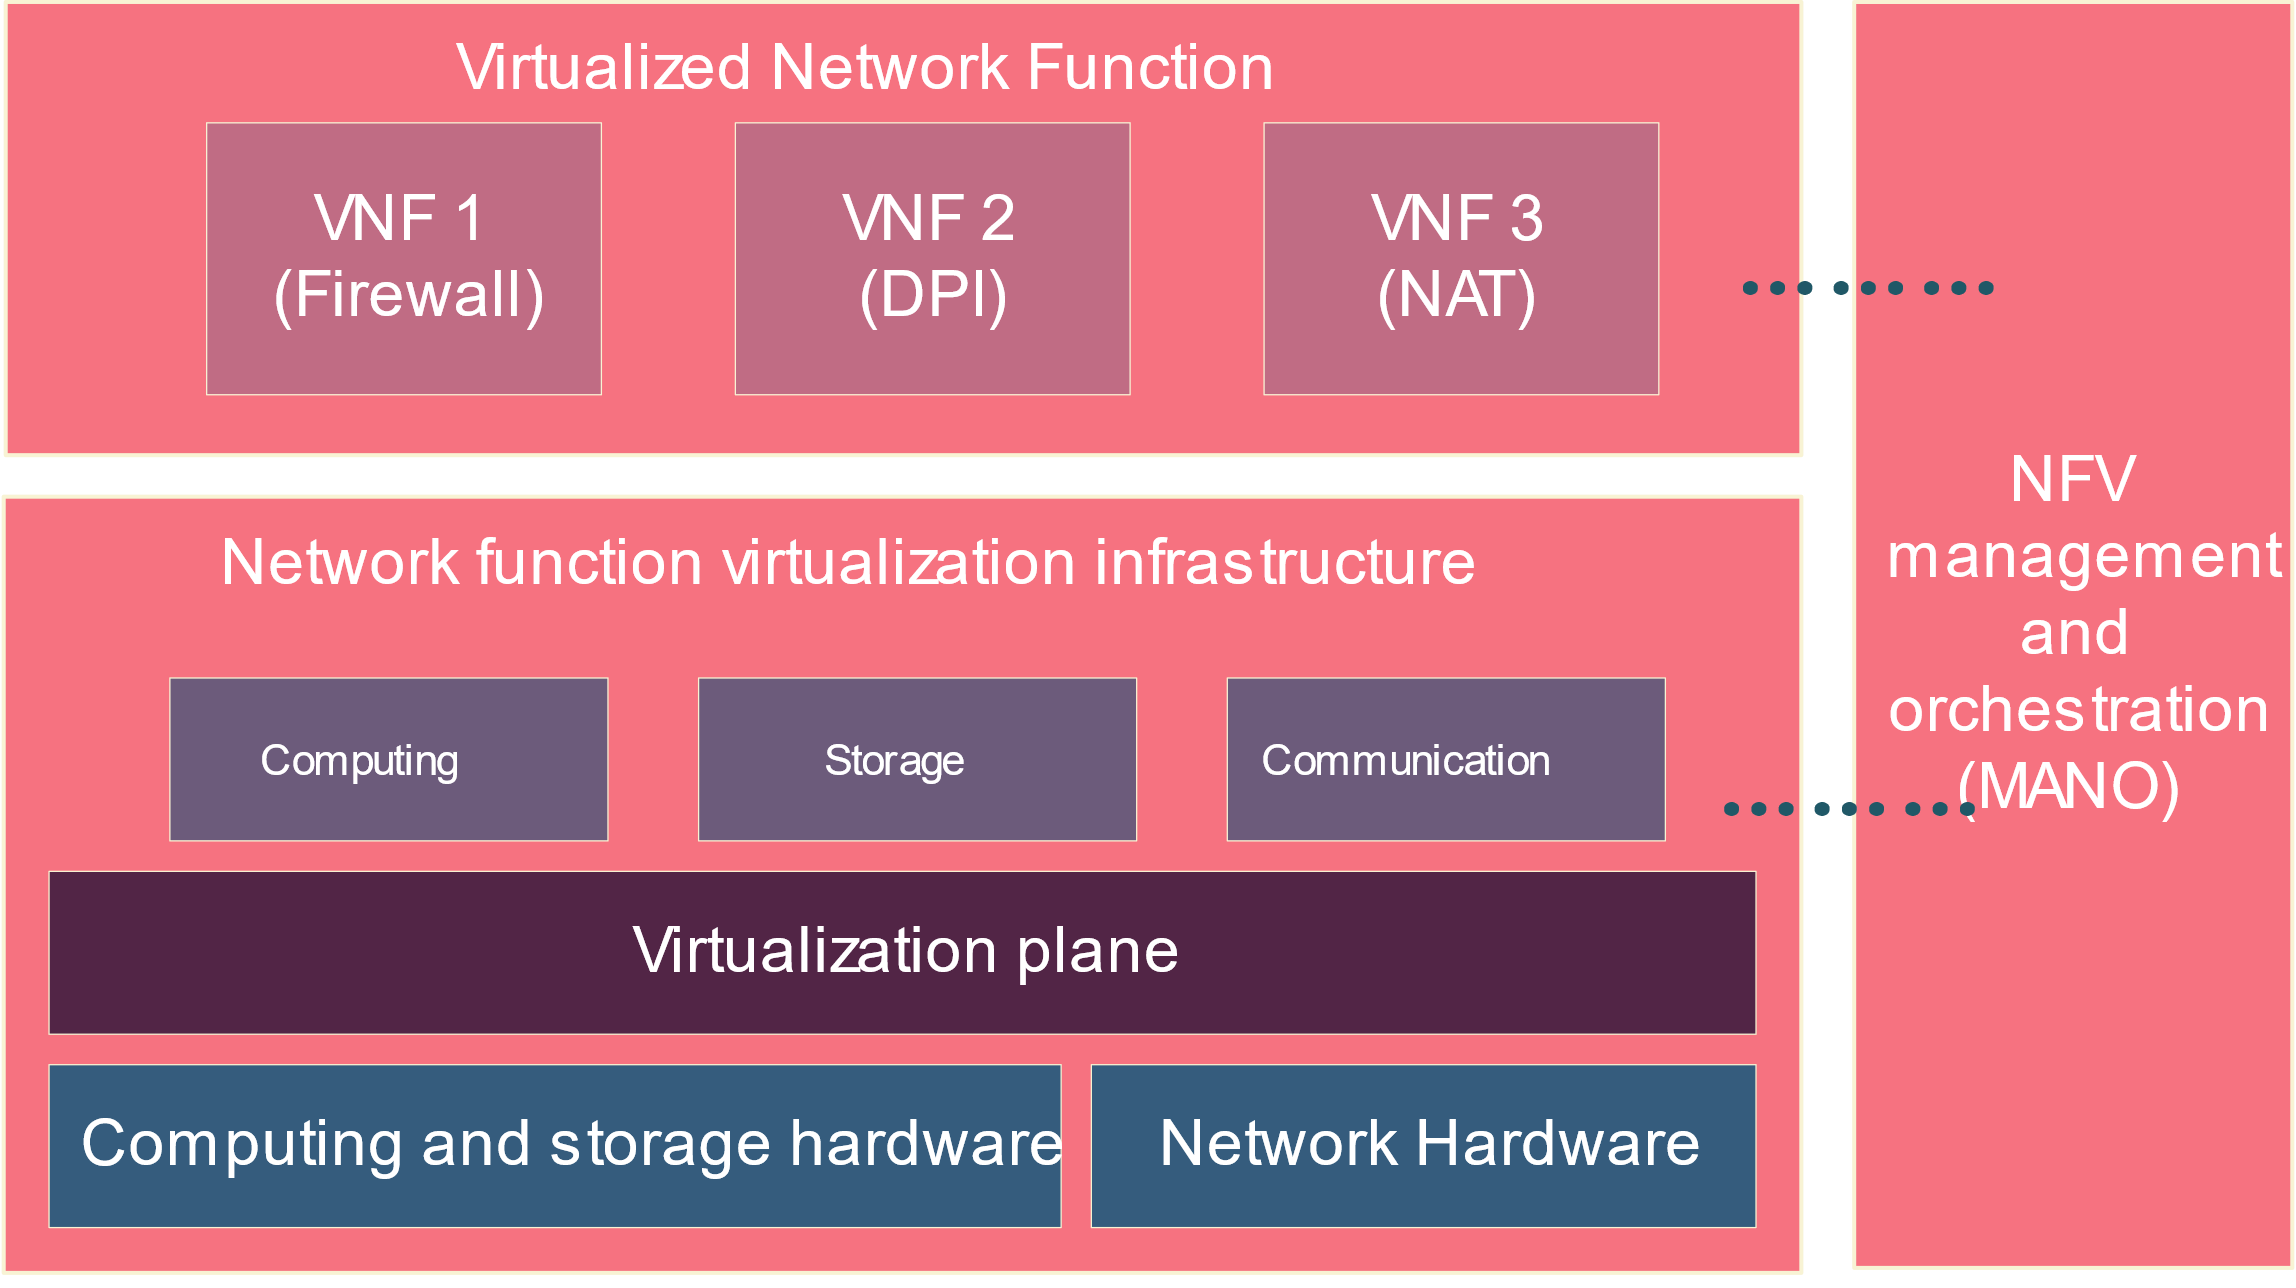 Virtualized Network Function
VNF 1
(Firewall)
VNF 2
(DPI)
VNF 3
(NAT)
Network function virtualization infrastructure
Computing
Storage
Communication
Virtualization plane
Computing and storage hardware
Network Hardware
NFV
management
and
orchestration
(MANO)